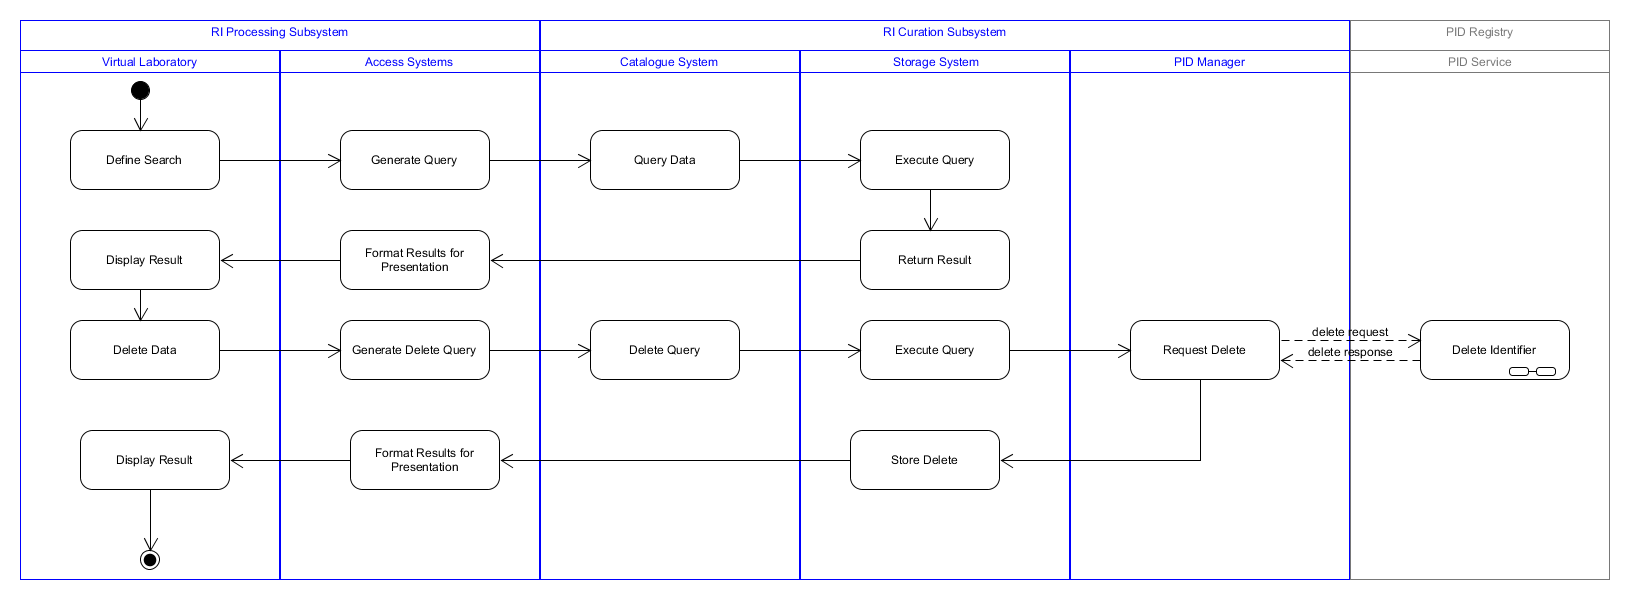 RI Processing Subsystem
RI Curation Subsystem
PID Registry
Virtual Laboratory
Access Systems
Catalogue System
Storage System
PID Manager
PID Service
Define Search
Generate Query
Query Data
Execute Query
Display Result
Format Results for
Presentation
Return Result
Delete Data
Generate Delete Query
Delete Query
Execute Query
Request Delete
delete request
delete response
Delete Identifier
Display Result
Format Results for
Presentation
Store Delete